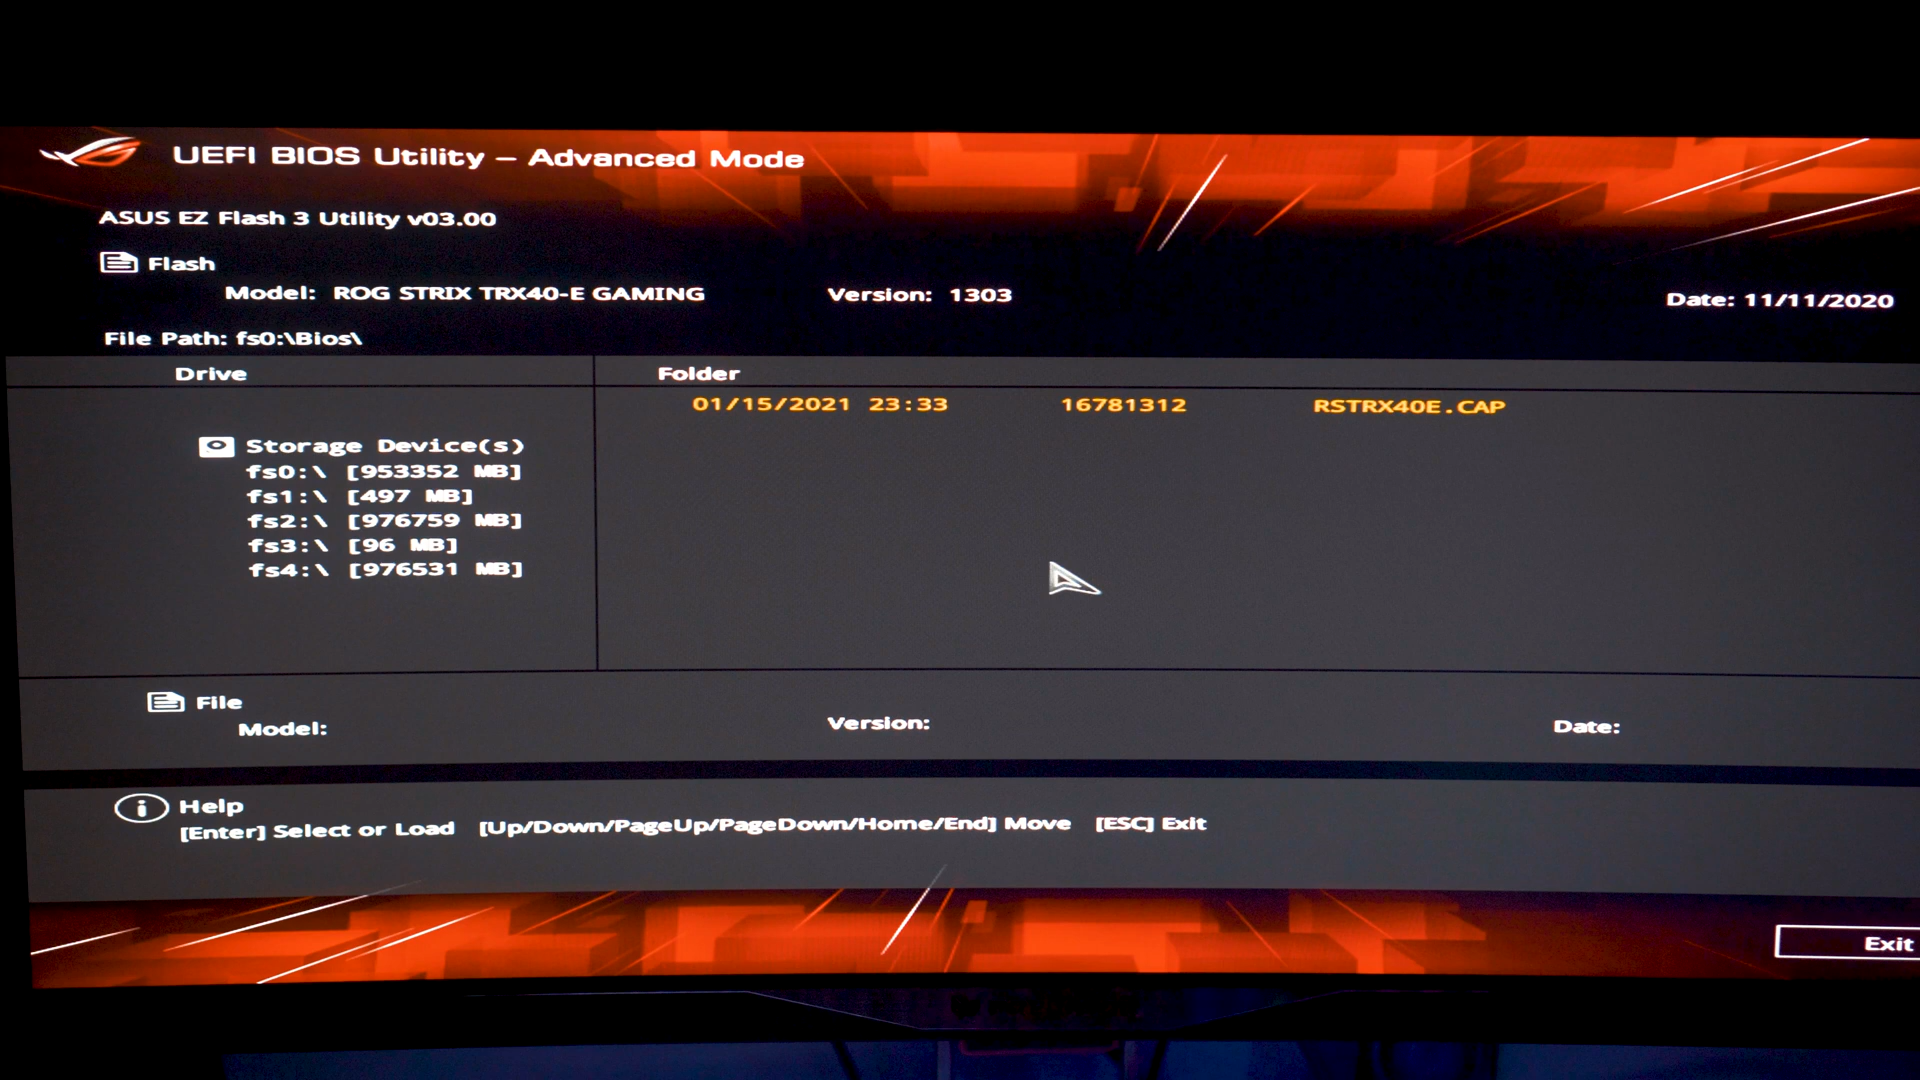 UEFI BIOS Utility – Advanced Mode
ASUS EZ Flash 3 Utility v03.00
Flash
Model: ROG STRIX TRX40-E GAMING Version: 1303 Date: 11/11/2020
File Path: fs0:\Bios\
Drive Folder
01/15/2021 23:33 16781312 RSTRX40E.CAP
Storage Device(s)
fs0:\ [953352 MB]
fs1:\ [497 MB]
fs2:\ [976759 MB]
fs3:\ [96 MB]
fs4:\ [976531 MB]
File
Model: Version: Date:
Help
[Enter] Select or Load [Up/Down/PageUp/PageDown/Home/End] Move [ESC] Exit
Exit